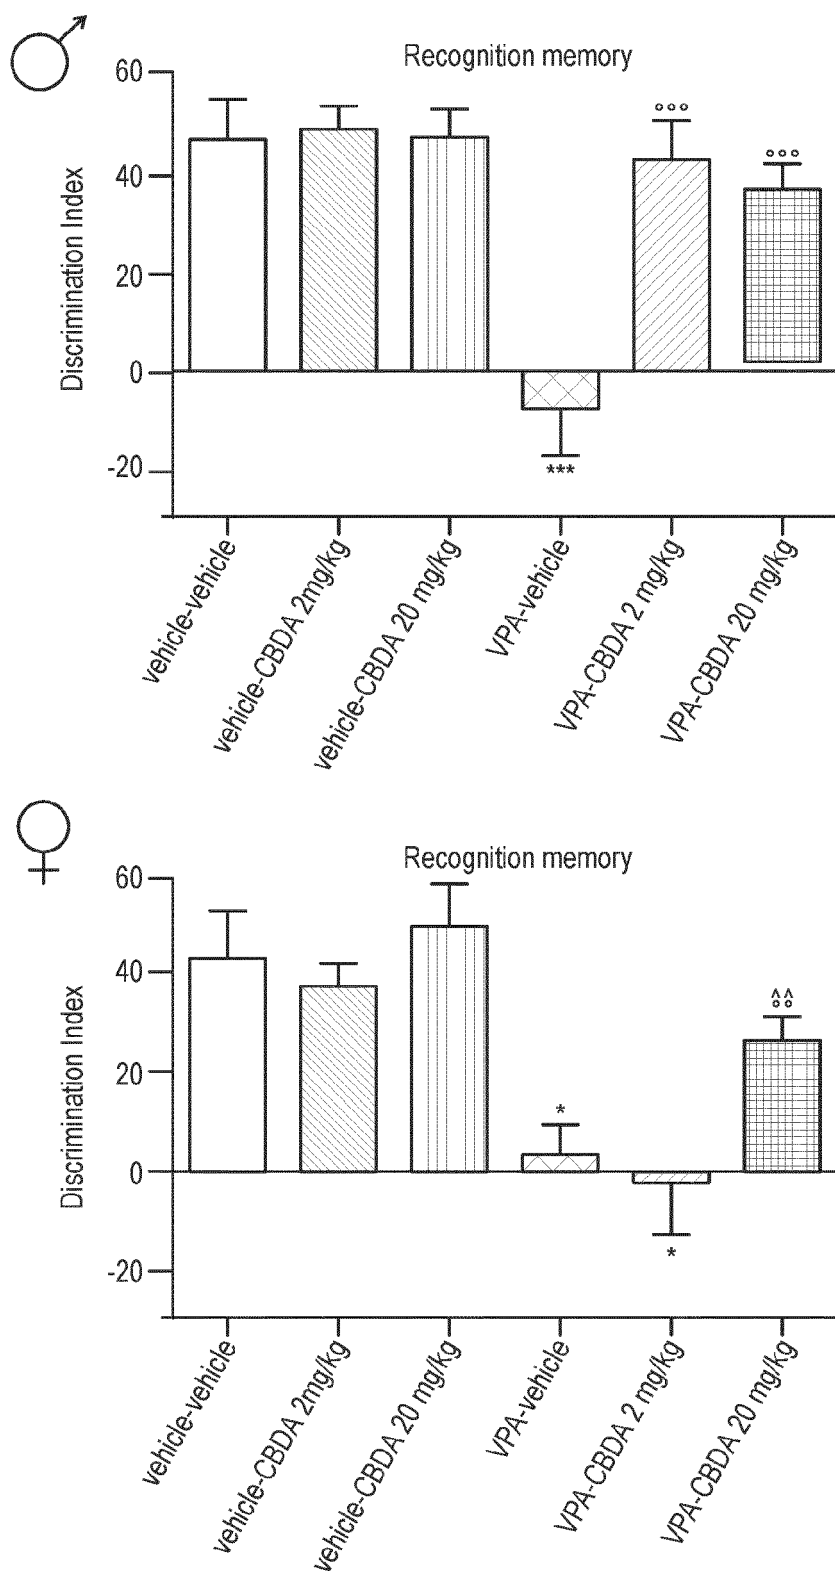 Recognition memory
Discrimination Index
60
40
20
0
-20
°°°
°°°
***
vehicle-vehicle
vehicle-CBDA 2mg/kg
vehicle-CBDA 20 mg/kg
VPA-vehicle
VPA-CBDA 2 mg/kg
VPA-CBDA 20 mg/kg
Recognition memory
Discrimination Index
60
40
20
0
-20
^^
°°
*
*
vehicle-vehicle
vehicle-CBDA 2mg/kg
vehicle-CBDA 20 mg/kg
VPA-vehicle
VPA-CBDA 2 mg/kg
VPA-CBDA 20 mg/kg